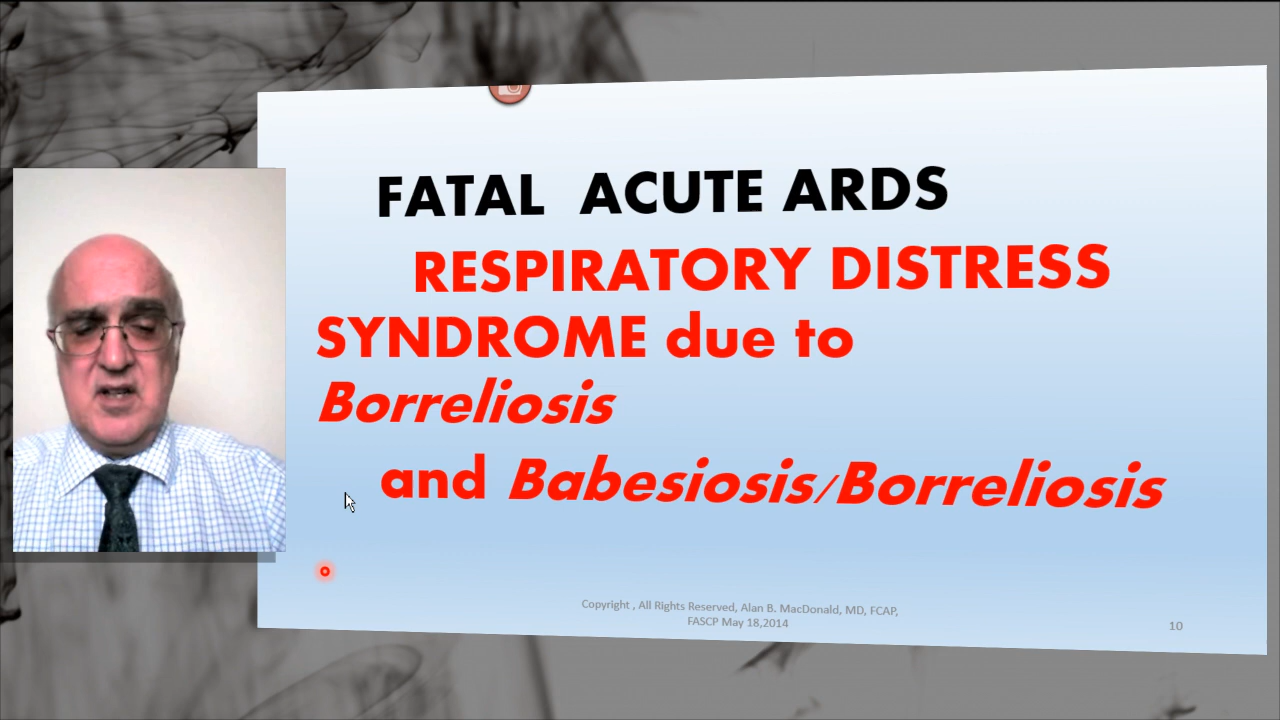 FATAL ACUTE ARDS
RESPIRATORY DISTRESS
SYNDROME due to
Borreliosis
and Babesiosis/Borreliosis
Copyright , All Rights Reserved, Alan B. MacDonald, MD, FCAP,
FASCP May 18,2014
10